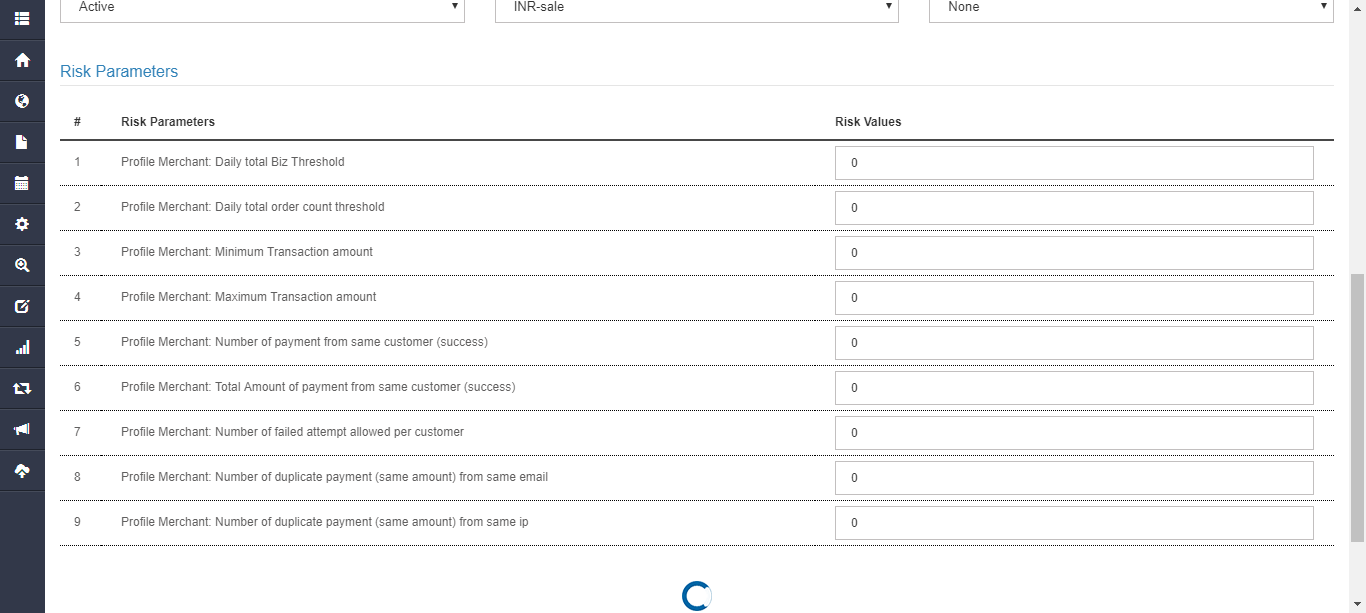 Active INR-sale None
Risk Parameters
# Risk Parameters Risk Values
1 Profile Merchant: Daily total Biz Threshold 0
2 Profile Merchant: Daily total order count threshold 0
3 Profile Merchant: Minimum Transaction amount 0
4 Profile Merchant: Maximum Transaction amount 0
5 Profile Merchant: Number of payment from same customer (success) 0
6 Profile Merchant: Total Amount of payment from same customer (success) 0
7 Profile Merchant: Number of failed attempt allowed per customer 0
8 Profile Merchant: Number of duplicate payment (same amount) from same email 0
9 Profile Merchant: Number of duplicate payment (same amount) from same ip 0